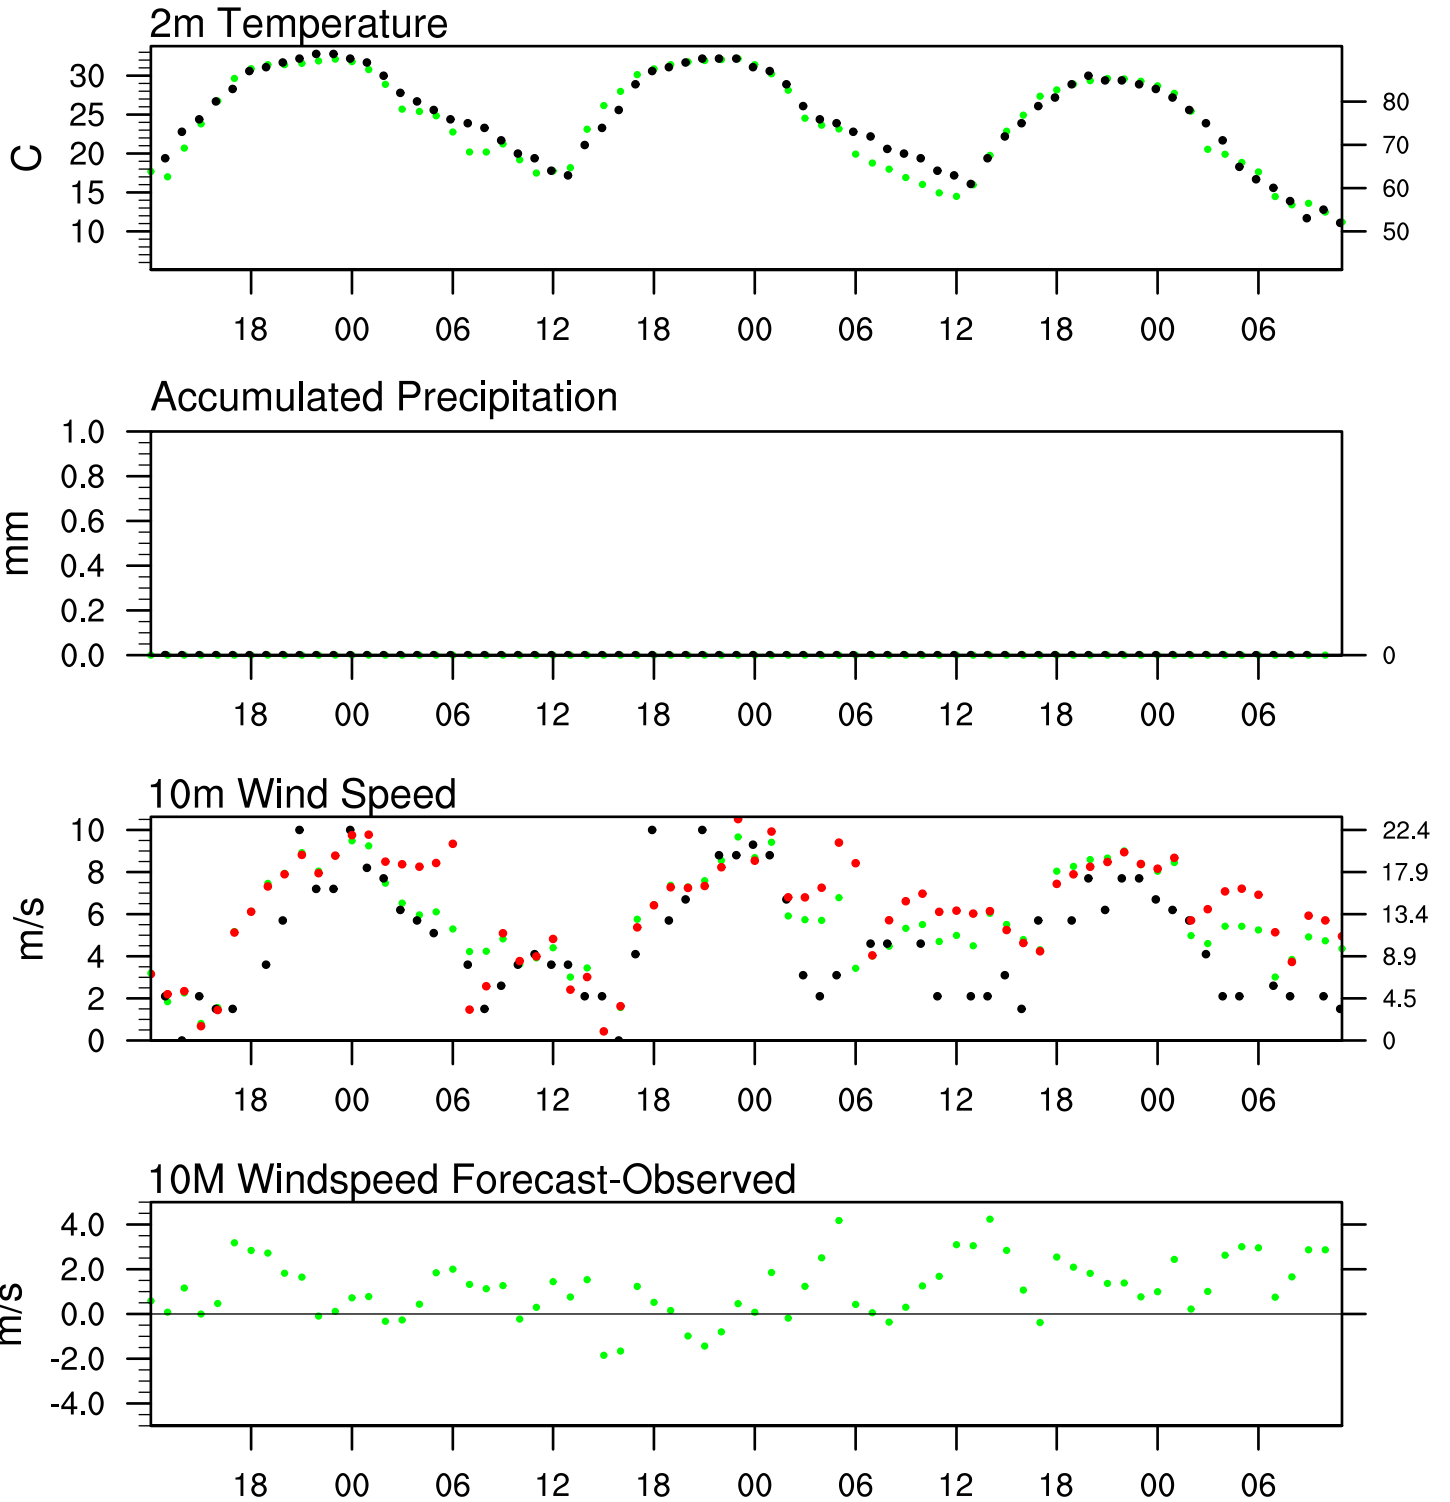 2m Temperature
30
25
20
15
10
C
80
70
60
50
18 00 06 12 18 00 06 12 18 00 06
Accumulated Precipitation
1.0
0.8
0.6
0.4
0.2
0.0
mm
0
18 00 06 12 18 00 06 12 18 00 06
10m Wind Speed
10
8
6
4
2
0
m/s
22.4
17.9
13.4
8.9
4.5
0
18 00 06 12 18 00 06 12 18 00 06
10M Windspeed Forecast-Observed
4.0
2.0
0.0
-2.0
-4.0
m/s
18 00 06 12 18 00 06 12 18 00 06